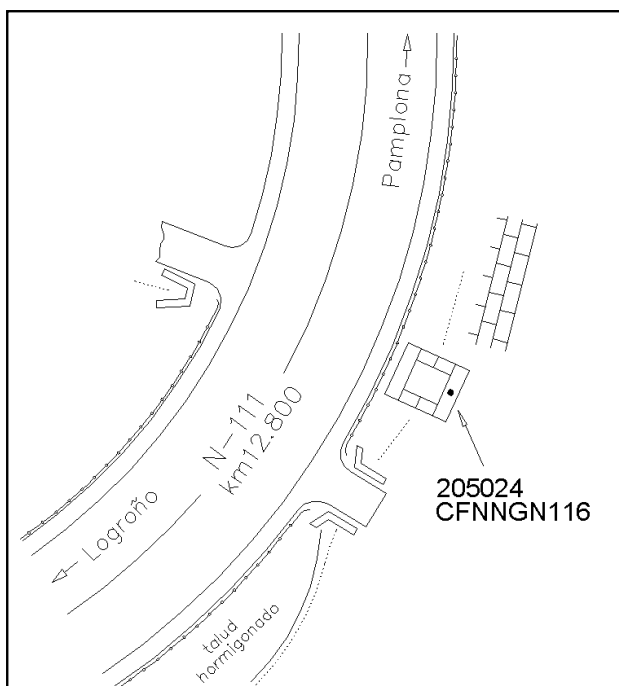 Pamplona
N-111
km12.800
Logroño
205024
CFNNGN116
talud
hormigonado